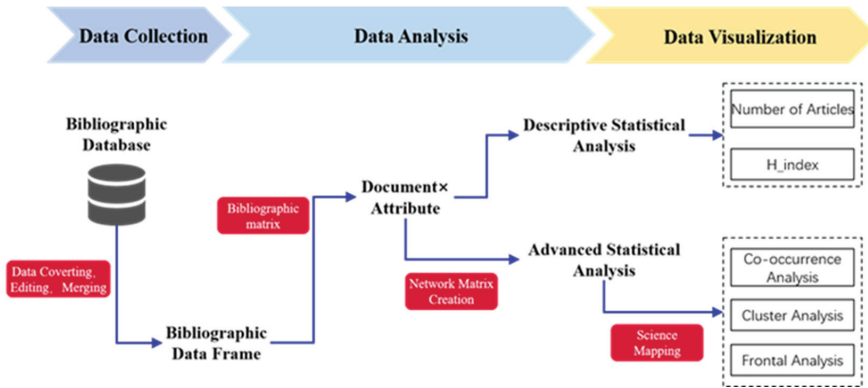 Data Collection
Data Analysis
Data Visualization
Bibliographic
Database
Data Coverting、
Editing、Merging
Bibliographic
Data Frame
Bibliographic
matrix
Document×
Attribute
Network Matrix
Creation
Descriptive Statistical
Analysis
Advanced Statistical
Analysis
Science
Mapping
Number of Articles
H_index
Co-occurrence
Analysis
Cluster Analysis
Frontal Analysis